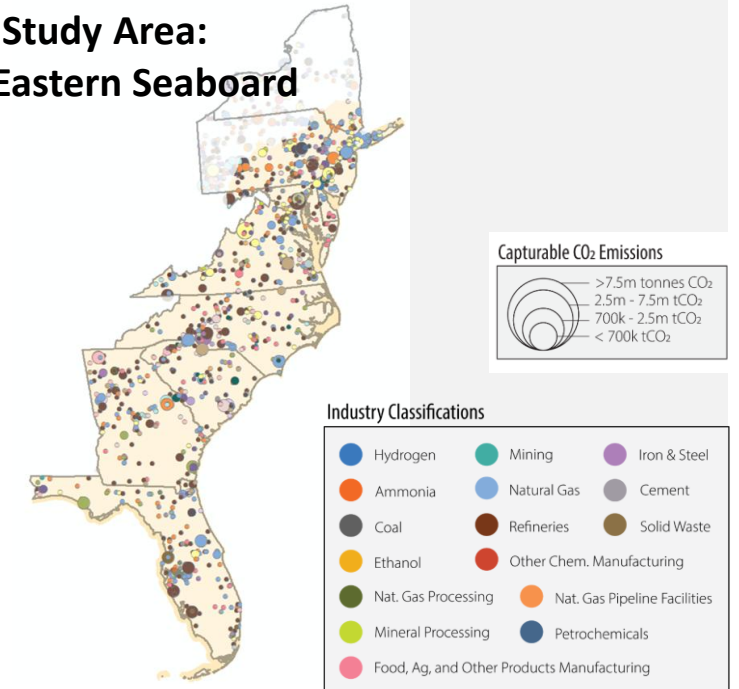 Study Area:
Eastern Seaboard
Capturable CO₂ Emissions
>7.5m tonnes CO₂
2.5m - 7.5m tCO₂
700k - 2.5m tCO₂
< 700k tCO₂
Industry Classifications
Hydrogen
Mining
Iron & Steel
Ammonia
Natural Gas
Cement
Coal
Refineries
Solid Waste
Ethanol
Other Chem. Manufacturing
Nat. Gas Processing
Nat. Gas Pipeline Facilities
Mineral Processing
Petrochemicals
Food, Ag, and Other Products Manufacturing